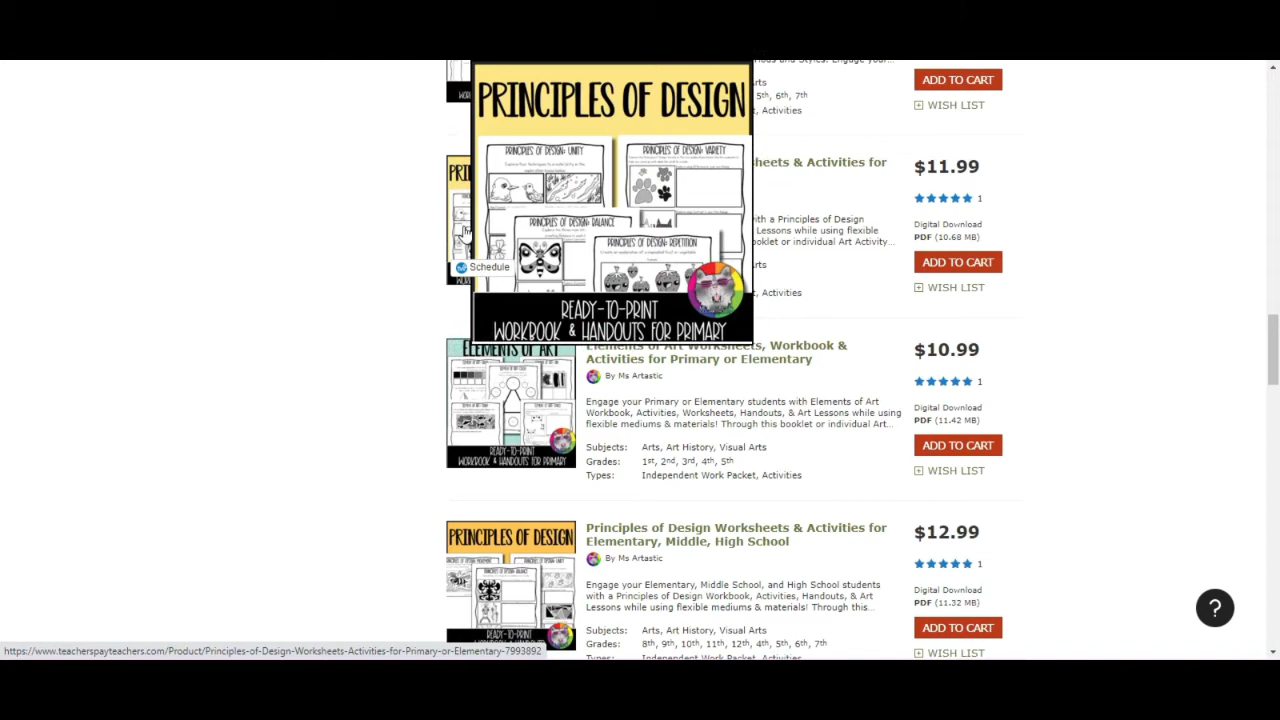 ADD TO CART
WISH LIST
Arts
5th, 6th, 7th
Activities
PRINCIPLES OF DESIGN
PRINCIPLES OF DESIGN: UNITY
PRINCIPLES OF DESIGN: VARIETY
PRINCIPLES OF DESIGN: BALANCE
PRINCIPLES OF DESIGN: REPETITION
READY-TO-PRINT
WORKBOOK & HANDOUTS FOR PRIMARY
Schedule
sheets & Activities for
with a Principles of Design
Lessons while using flexible
booklet or individual Art Activity...
Arts
Activities
$11.99
1
Digital Download
PDF (10.68 MB)
ADD TO CART
WISH LIST
ELEMENTS OF ART
READY-TO-PRINT
WORKBOOK & HANDOUTS FOR PRIMARY
Elements of Art Worksheets, Workbook &
Activities for Primary or Elementary
By Ms Artastic
Engage your Primary or Elementary students with Elements of Art
Workbook, Activities, Worksheets, Handouts, & Art Lessons while using
flexible mediums & materials! Through this booklet or individual Art...
Subjects: Arts, Art History, Visual Arts
Grades: 1st, 2nd, 3rd, 4th, 5th
Types: Independent Work Packet, Activities
$10.99
1
Digital Download
PDF (11.42 MB)
ADD TO CART
WISH LIST
PRINCIPLES OF DESIGN
READY-TO-PRINT
Principles of Design Worksheets & Activities for
Elementary, Middle, High School
By Ms Artastic
Engage your Elementary, Middle School, and High School students
with a Principles of Design Workbook, Activities, Handouts, & Art
Lessons while using flexible mediums & materials! Through this...
Subjects: Arts, Art History, Visual Arts
Grades: 8th, 9th, 10th, 11th, 12th, 4th, 5th, 6th, 7th
Types: Independent Work Packet, Activities
$12.99
1
Digital Download
PDF (11.32 MB)
ADD TO CART
WISH LIST
?
https://www.teacherspayteachers.com/Product/Principles-of-Design-Worksheets-Activities-for-Primary-or-Elementary-7993892